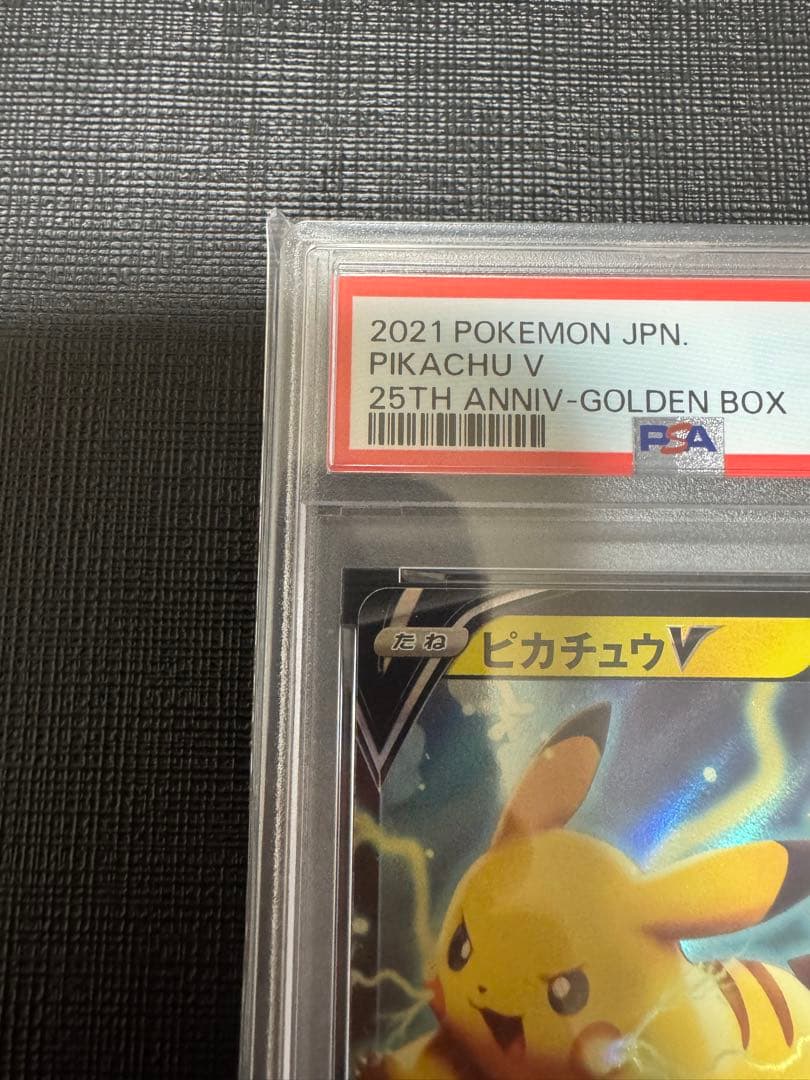 2021 POKEMON JPN.
PIKACHU V
25TH ANNIV-GOLDEN BOX
PSA
たね ピカチュウV